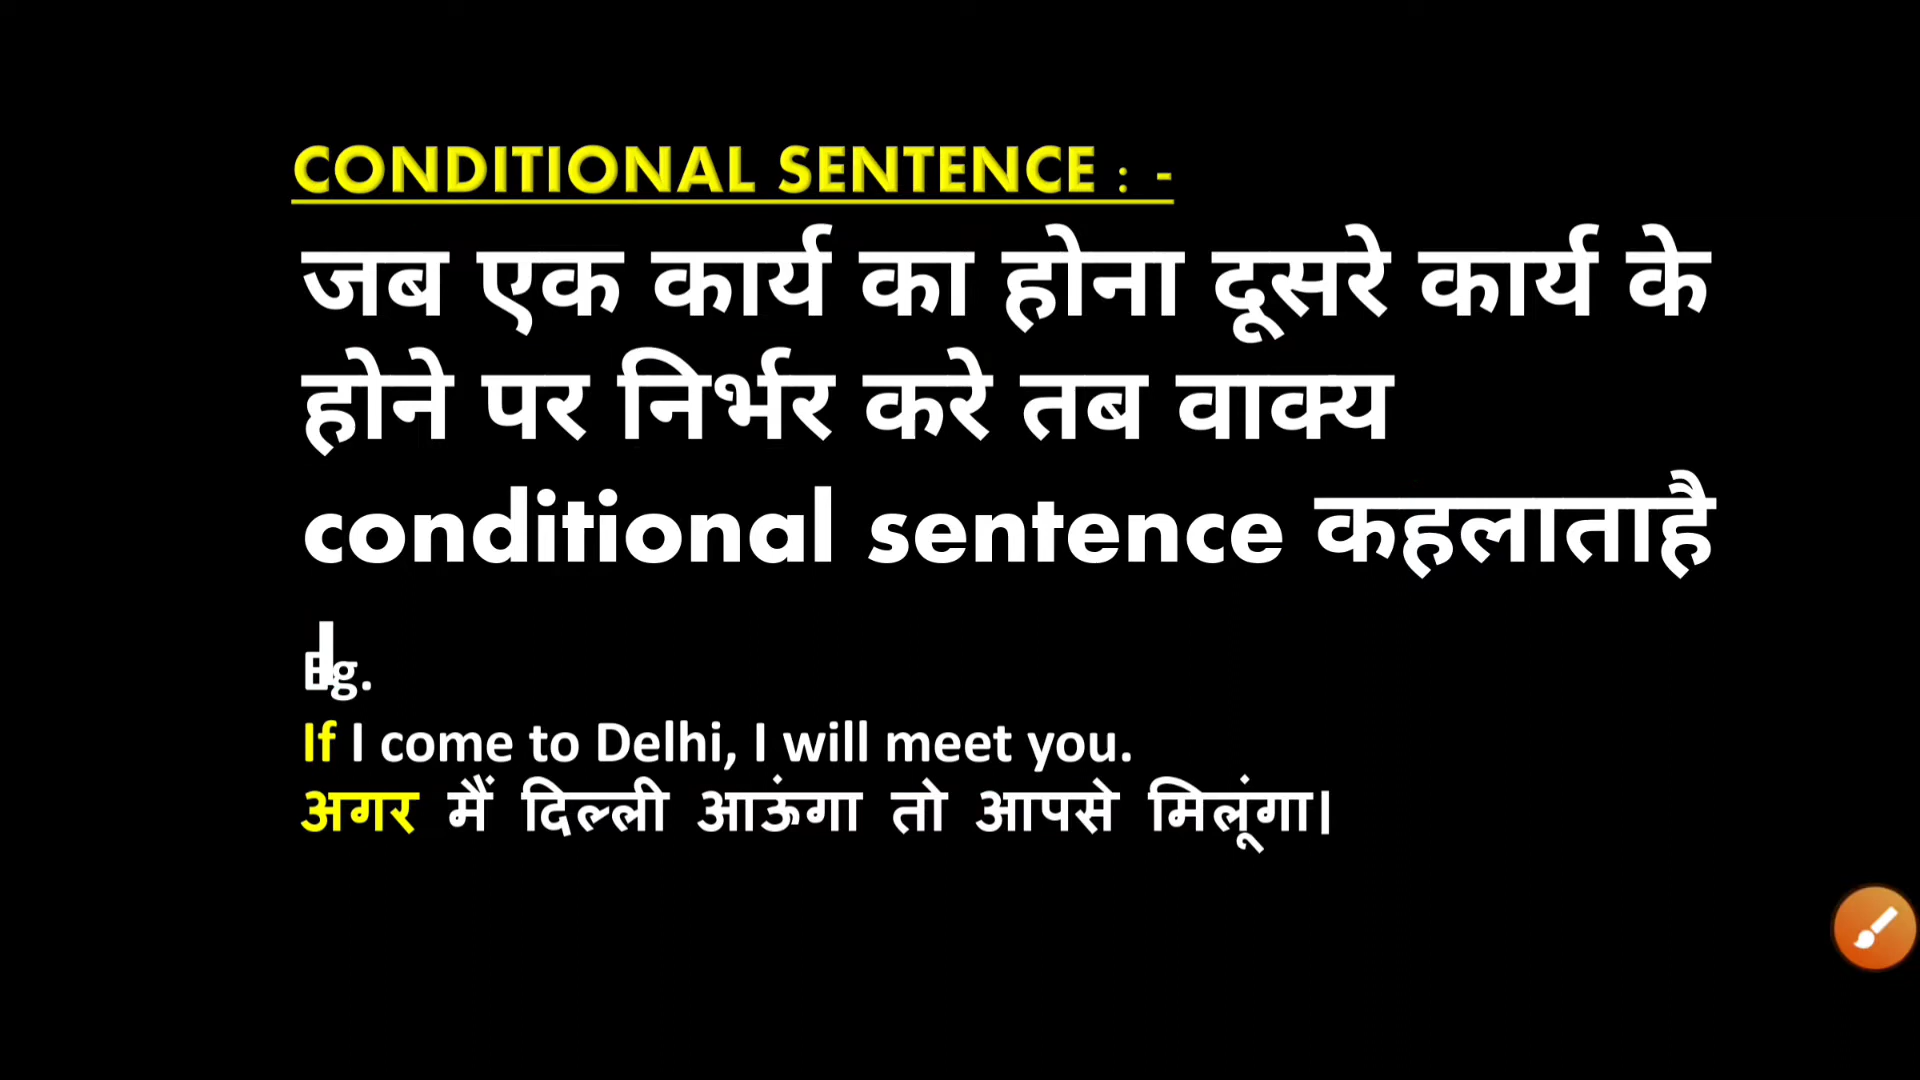 CONDITIONAL SENTENCE : -
जब एक कार्य का होना दूसरे कार्य के
होने पर निर्भर करे तब वाक्य
conditional sentence कहलाताहै
।
Eg.
If I come to Delhi, I will meet you.
अगर मैं दिल्ली आऊंगा तो आपसे मिलूंगा।